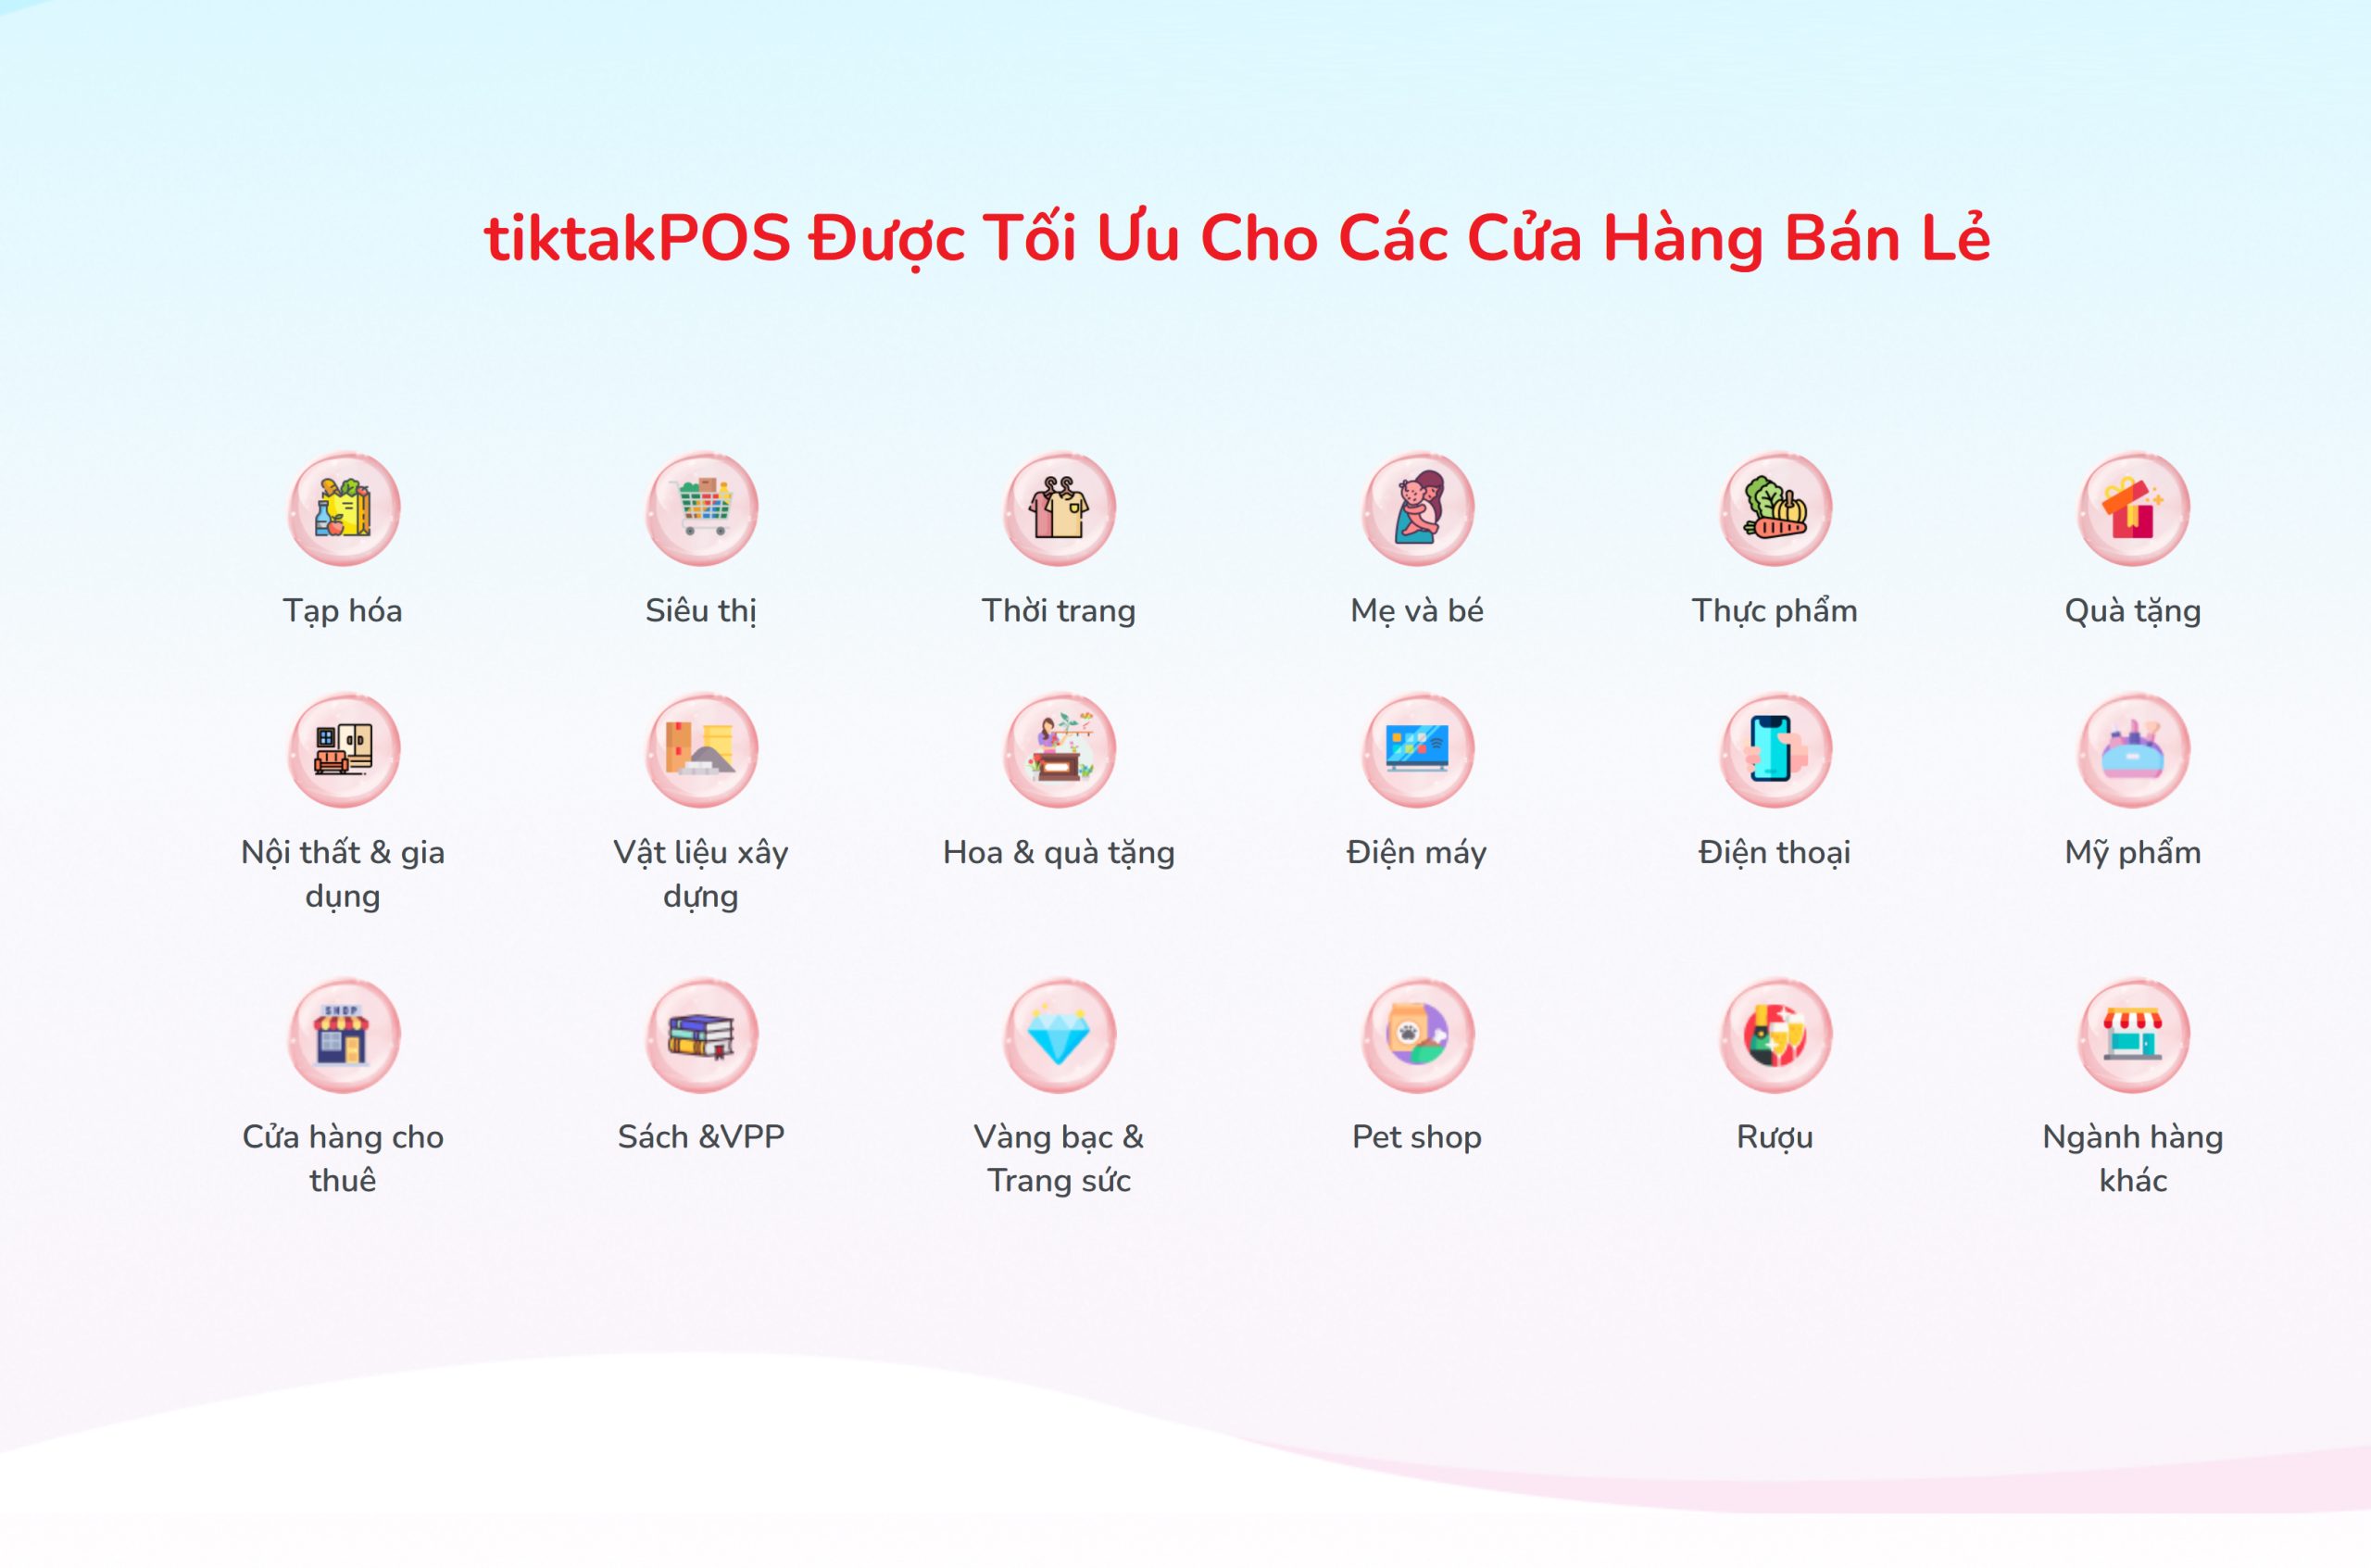 tiktakPOS Được Tối Ưu Cho Các Cửa Hàng Bán Lẻ
Tạp hóa
Siêu thị
Thời trang
Mẹ và bé
Thực phẩm
Quà tặng
Nội thất & gia
dụng
Vật liệu xây
dựng
Hoa & quà tặng
Điện máy
Điện thoại
Mỹ phẩm
SHOP
Cửa hàng cho
thuê
Sách &VPP
Vàng bạc &
Trang sức
Pet shop
Rượu
Ngành hàng
khác